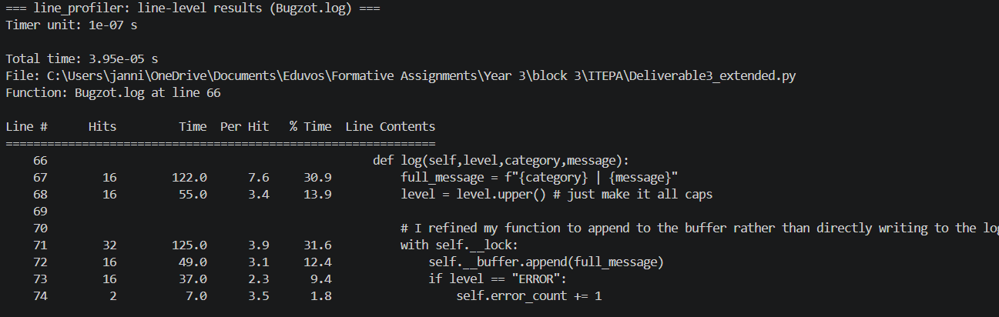 === line_profiler: line-level results (Bugzot.log) ===
Timer unit: 1e-07 s
Total time: 3.95e-05 s
File: C:\Users\janni\OneDrive\Documents\Eduvos\Formative Assignments\Year 3\block 3\ITEPA\Deliverable3_extended.py
Function: Bugzot.log at line 66
Line #      Hits         Time  Per Hit   % Time  Line Contents
==============================================================
    66                                               def log(self,level,category,message):
    67        16        122.0      7.6     30.9          full_message = f"{category} | {message}"
    68        16         55.0      3.4     13.9          level = level.upper() # just make it all caps
    69
    70                                                   # I refined my function to append to the buffer rather than directly writing to the
    71        32        125.0      3.9     31.6          with self.__lock:
    72        16         49.0      3.1     12.4              self.__buffer.append(full_message)
    73        16         37.0      2.3      9.4              if level == "ERROR":
    74         2          7.0      3.5      1.8                  self.error_count += 1